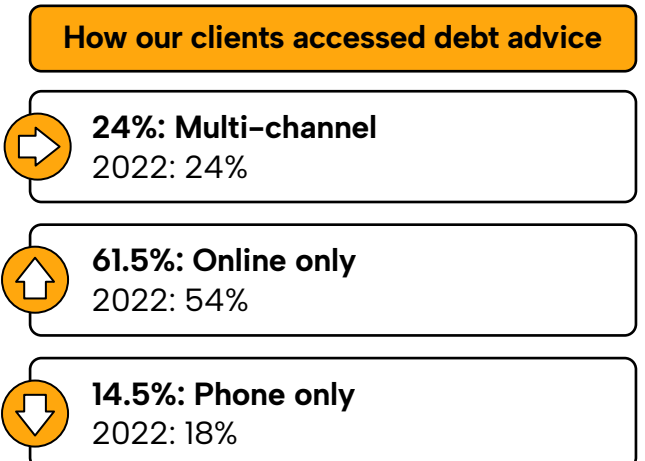 How our clients accessed debt advice
24%: Multi-channel
2022: 24%
61.5%: Online only
2022: 54%
14.5%: Phone only
2022: 18%